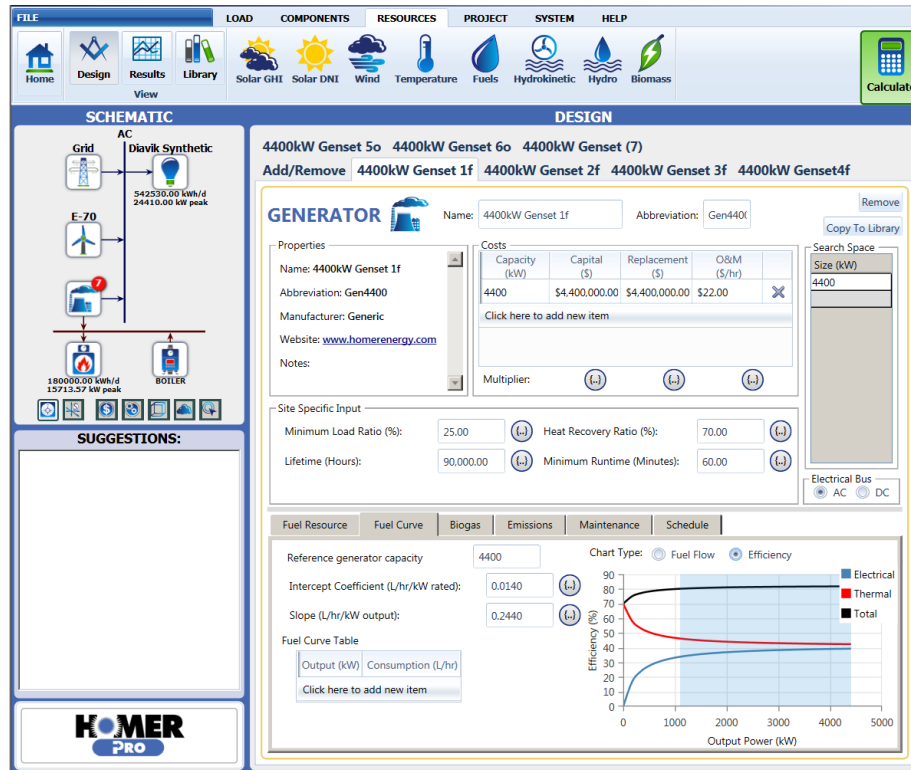 FILE LOAD COMPONENTS RESOURCES PROJECT SYSTEM HELP
Home Design Results Library Solar GHI Solar DNI Wind Temperature Fuels Hydrokinetic Hydro Biomass Calculate
View
SCHEMATIC
AC
Grid Diavik Synthetic
542530.00 kWh/d
24410.00 kW peak
E-70
7
180000.00 kWh/d
15713.57 kW peak
BOILER
SUGGESTIONS:
HOMER
PRO
DESIGN
4400kW Genset 5o 4400kW Genset 6o 4400kW Genset (7)
Add/Remove 4400kW Genset 1f 4400kW Genset 2f 4400kW Genset 3f 4400kW Genset4f
GENERATOR Name: 4400kW Genset 1f Abbreviation: Gen440(
Remove
Copy To Library
Properties
Name: 4400kW Genset 1f
Abbreviation: Gen4400
Manufacturer: Generic
Website: www.homerenergy.com
Notes:
Costs
Capacity (kW) Capital ($) Replacement ($) O&M ($/hr)
4400 $4,400,000.00 $4,400,000.00 $22.00
Click here to add new item
Multiplier: {..} {..} {..}
Search Space
Size (kW)
4400
Site Specific Input
Minimum Load Ratio (%): 25.00 {..} Heat Recovery Ratio (%): 70.00 {..}
Lifetime (Hours): 90,000.00 {..} Minimum Runtime (Minutes): 60.00 {..}
Electrical Bus
AC DC
Fuel Resource Fuel Curve Biogas Emissions Maintenance Schedule
Reference generator capacity 4400
Intercept Coefficient (L/hr/kW rated): 0.0140 {..}
Slope (L/hr/kW output): 0.2440 {..}
Fuel Curve Table
Output (kW) Consumption (L/hr)
Click here to add new item
Chart Type: Fuel Flow Efficiency
Efficiency (%)
90
80
70
60
50
40
30
20
10
0
0 1000 2000 3000 4000 5000
Output Power (kW)
Electrical
Thermal
Total